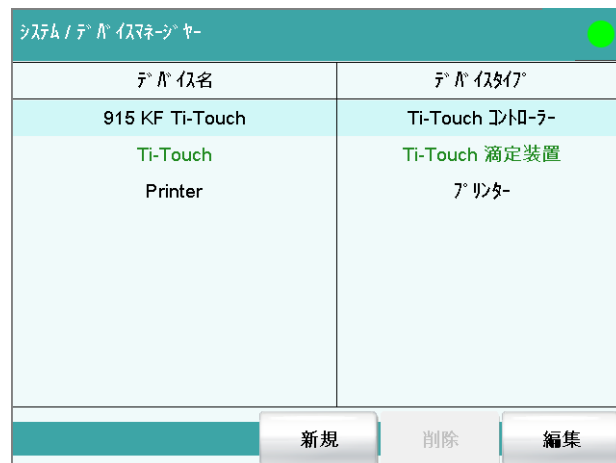 ｼｽﾃﾑ / ﾃﾞﾊﾞｲｽﾏﾈｰｼﾞｬｰ
ﾃﾞﾊﾞｲｽ名 ﾃﾞﾊﾞｲｽﾀｲﾌﾟ
915 KF Ti-Touch Ti-Touch ｺﾝﾄﾛｰﾗｰ
Ti-Touch Ti-Touch 滴定装置
Printer ﾌﾟﾘﾝﾀｰ
新規 削除 編集